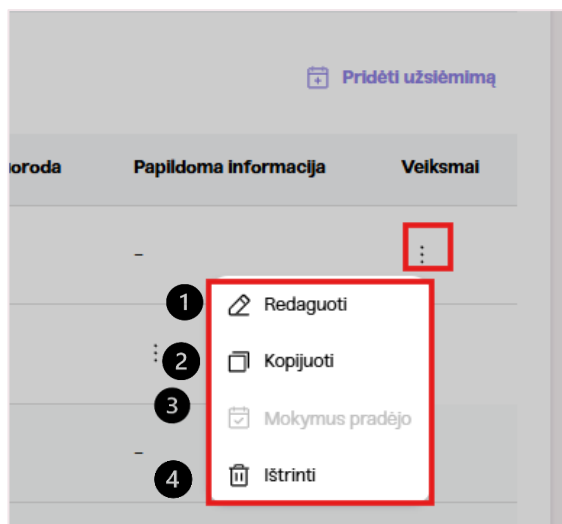 Pridėti užsiėmimą
oroda Papildoma informacija Veiksmai
–
1 Redaguoti
2 Kopijuoti
3 Mokymus pradėjo
–
4 Ištrinti